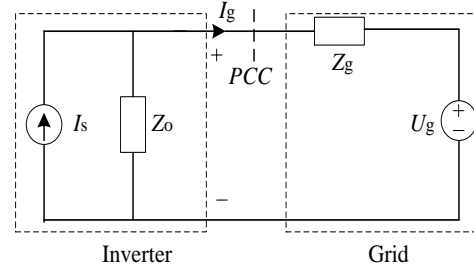 Ig
+
PCC
Zg
Is
Zo
Ug
+
−
−
Inverter
Grid